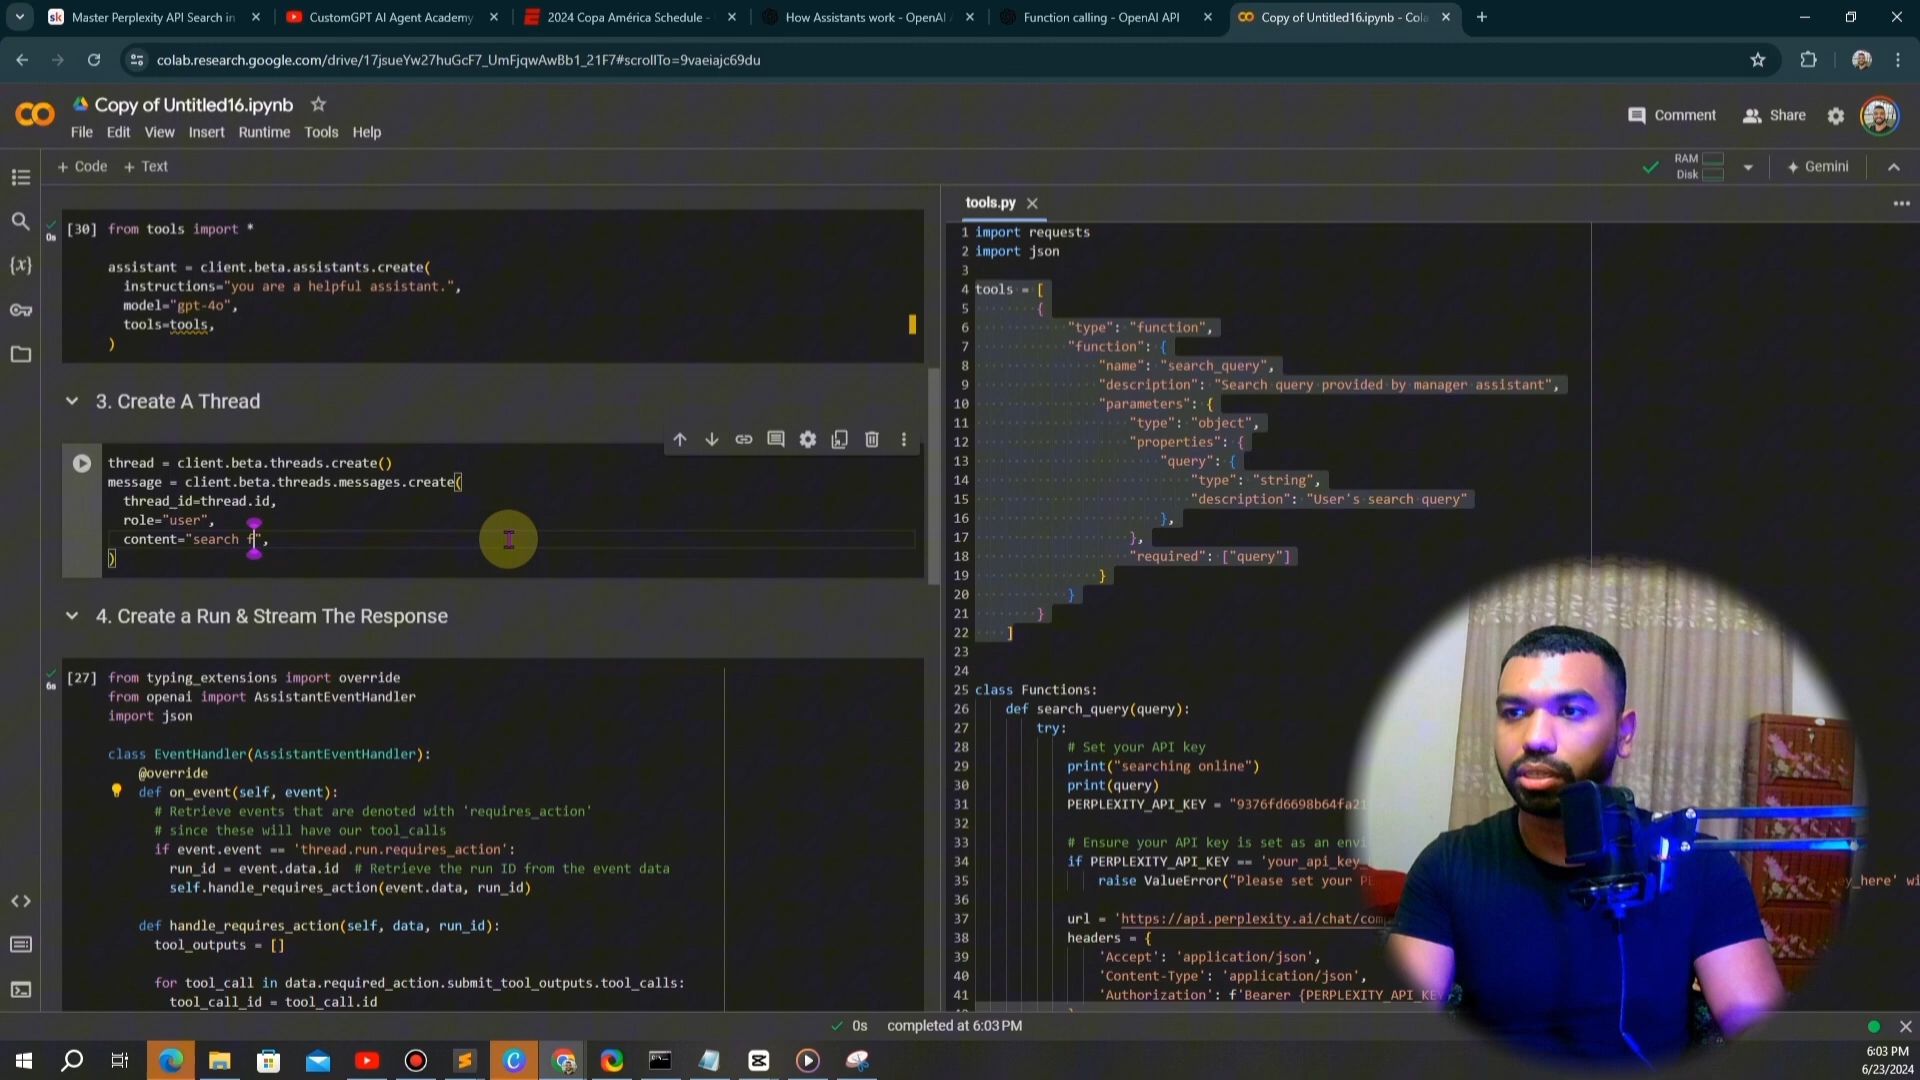 Master Perplexity API Search in
CustomGPT AI Agent Academy
2024 Copa América Schedule -
How Assistants work - OpenAI
Function calling - OpenAI API
Copy of Untitled16.ipynb - Cola
colab.research.google.com/drive/17jsueYw27huGcF7_UmFjqwAwBb1_21F7#scrollTo=9vaeiajc69du
Copy of Untitled16.ipynb
File Edit View Insert Runtime Tools Help
Comment
Share
+ Code + Text
RAM
Disk
Gemini
[30] from tools import *
0s
assistant = client.beta.assistants.create(
instructions="you are a helpful assistant.",
model="gpt-4o",
tools=tools,
)
3. Create A Thread
thread = client.beta.threads.create()
message = client.beta.threads.messages.create(
thread_id=thread.id,
role="user",
content="search f",
)
4. Create a Run & Stream The Response
[27] from typing_extensions import override
6s
from openai import AssistantEventHandler
import json
class EventHandler(AssistantEventHandler):
@override
def on_event(self, event):
# Retrieve events that are denoted with 'requires_action'
# since these will have our tool_calls
if event.event == 'thread.run.requires_action':
run_id = event.data.id # Retrieve the run ID from the event data
self.handle_requires_action(event.data, run_id)
def handle_requires_action(self, data, run_id):
tool_outputs = []
for tool_call in data.required_action.submit_tool_outputs.tool_calls:
tool_call_id = tool_call.id
tools.py
1 import requests
2 import json
3
4 tools = [
5 {
6 "type": "function",
7 "function": {
8 "name": "search_query",
9 "description": "Search query provided by manager assistant",
10 "parameters": {
11 "type": "object",
12 "properties": {
13 "query": {
14 "type": "string",
15 "description": "User's search query"
16 },
17 },
18 "required": ["query"]
19 }
20 }
21 }
22 ]
23
24
25 class Functions:
26 def search_query(query):
27 try:
28 # Set your API key
29 print("searching online")
30 print(query)
31 PERPLEXITY_API_KEY = "9376fd6698b64fa21
32
33 # Ensure your API key is set as an envi
34 if PERPLEXITY_API_KEY == 'your_api_key_
35 raise ValueError("Please set your PE y_here' wi
36
37 url = 'https://api.perplexity.ai/chat/com
38 headers = {
39 'Accept': 'application/json',
40 'Content-Type': 'application/json',
41 'Authorization': f'Bearer {PERPLEXITY_API_KE
0s completed at 6:03 PM
6:03 PM
6/23/2024